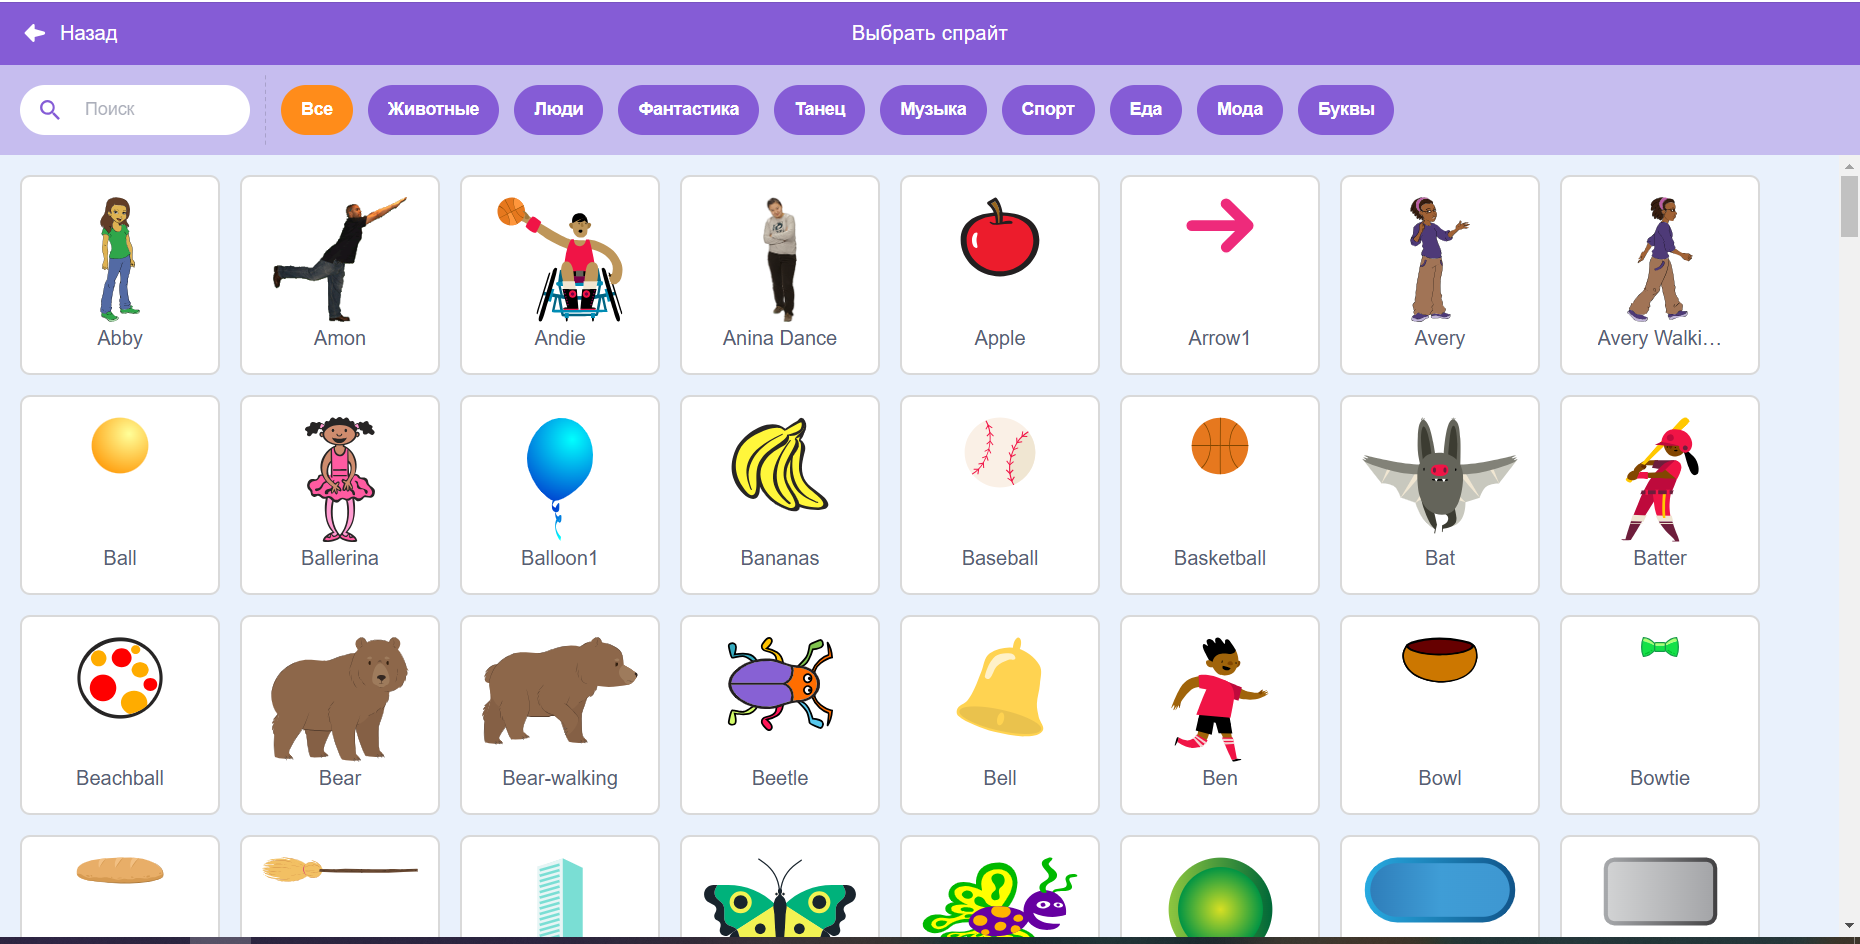 Назад
Выбрать спрайт
Поиск
Все
Животные
Люди
Фантастика
Танец
Музыка
Спорт
Еда
Мода
Буквы
Abby
Amon
Andie
Anina Dance
Apple
Arrow1
Avery
Avery Walki...
Ball
Ballerina
Balloon1
Bananas
Baseball
Basketball
Bat
Batter
Beachball
Bear
Bear-walking
Beetle
Bell
Ben
Bowl
Bowtie